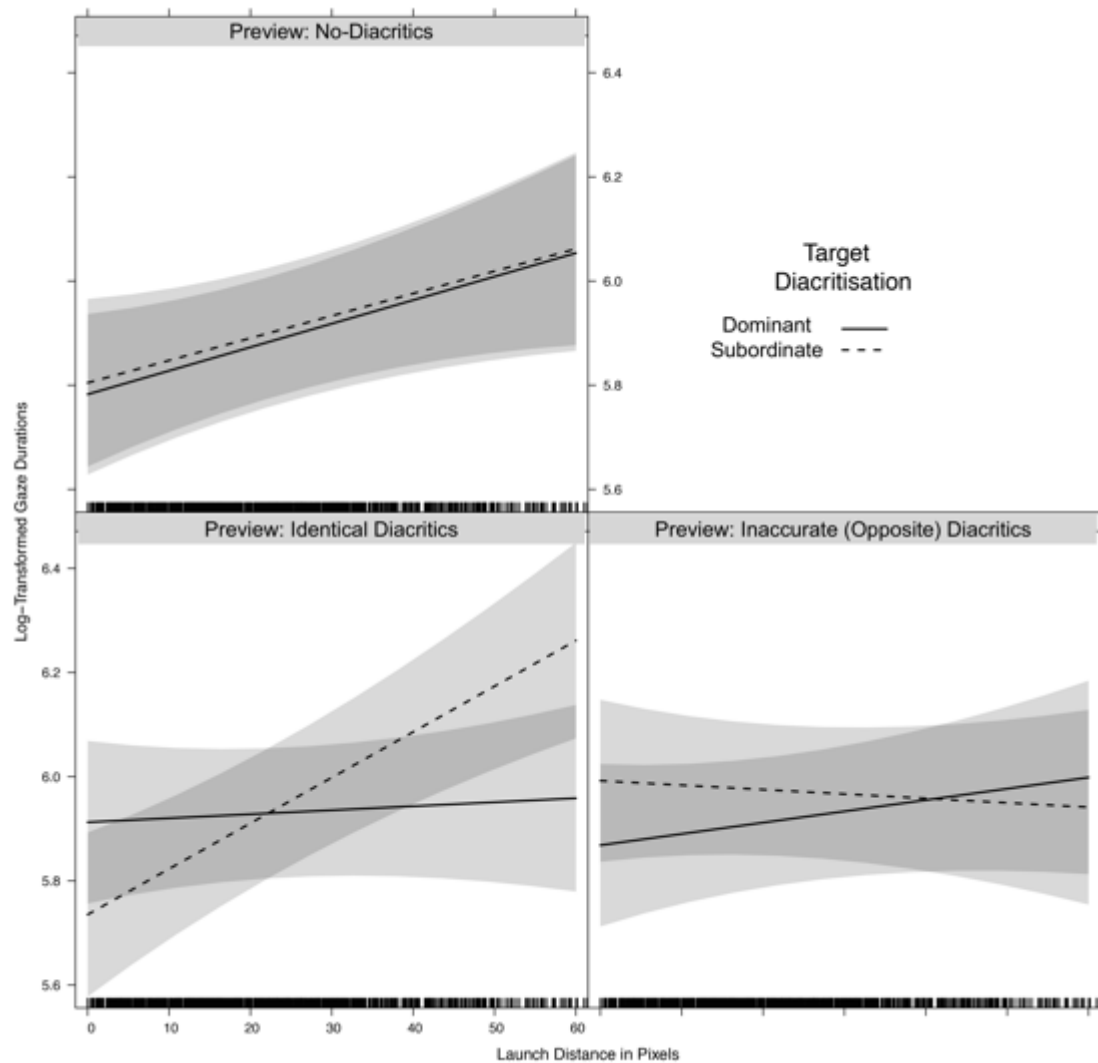 Preview: No-Diacritics
6.4
6.2
6.0
5.8
5.6
Target
Diacritisation
Dominant
Subordinate
Log-Transformed Gaze Durations
Preview: Identical Diacritics
Preview: Inaccurate (Opposite) Diacritics
6.4
6.2
6.0
5.8
5.6
0 10 20 30 40 50 60
Launch Distance in Pixels